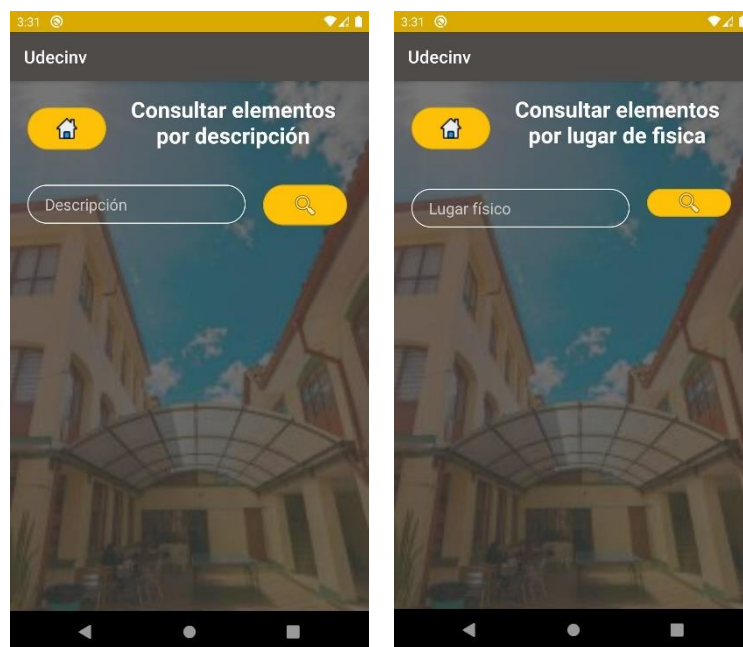 3:31
Udecinv
Consultar elementos
por descripción
Descripción
3:31
Udecinv
Consultar elementos
por lugar de fisica
Lugar físico